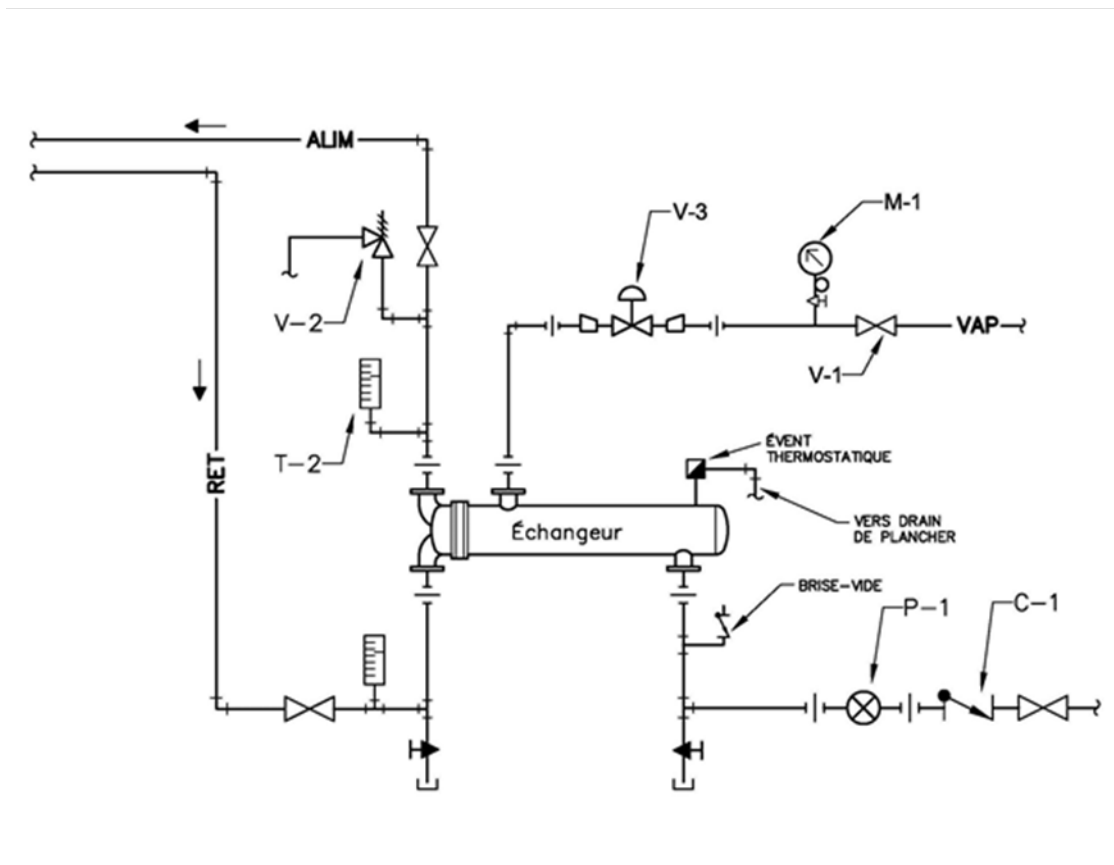 ALIM
M-1
V-3
V-2
VAP
V-1
T-2
RET
ÉVENT
THERMOSTATIQUE
Échangeur
VERS DRAIN
DE PLANCHER
BRISE-VIDE
P-1
C-1